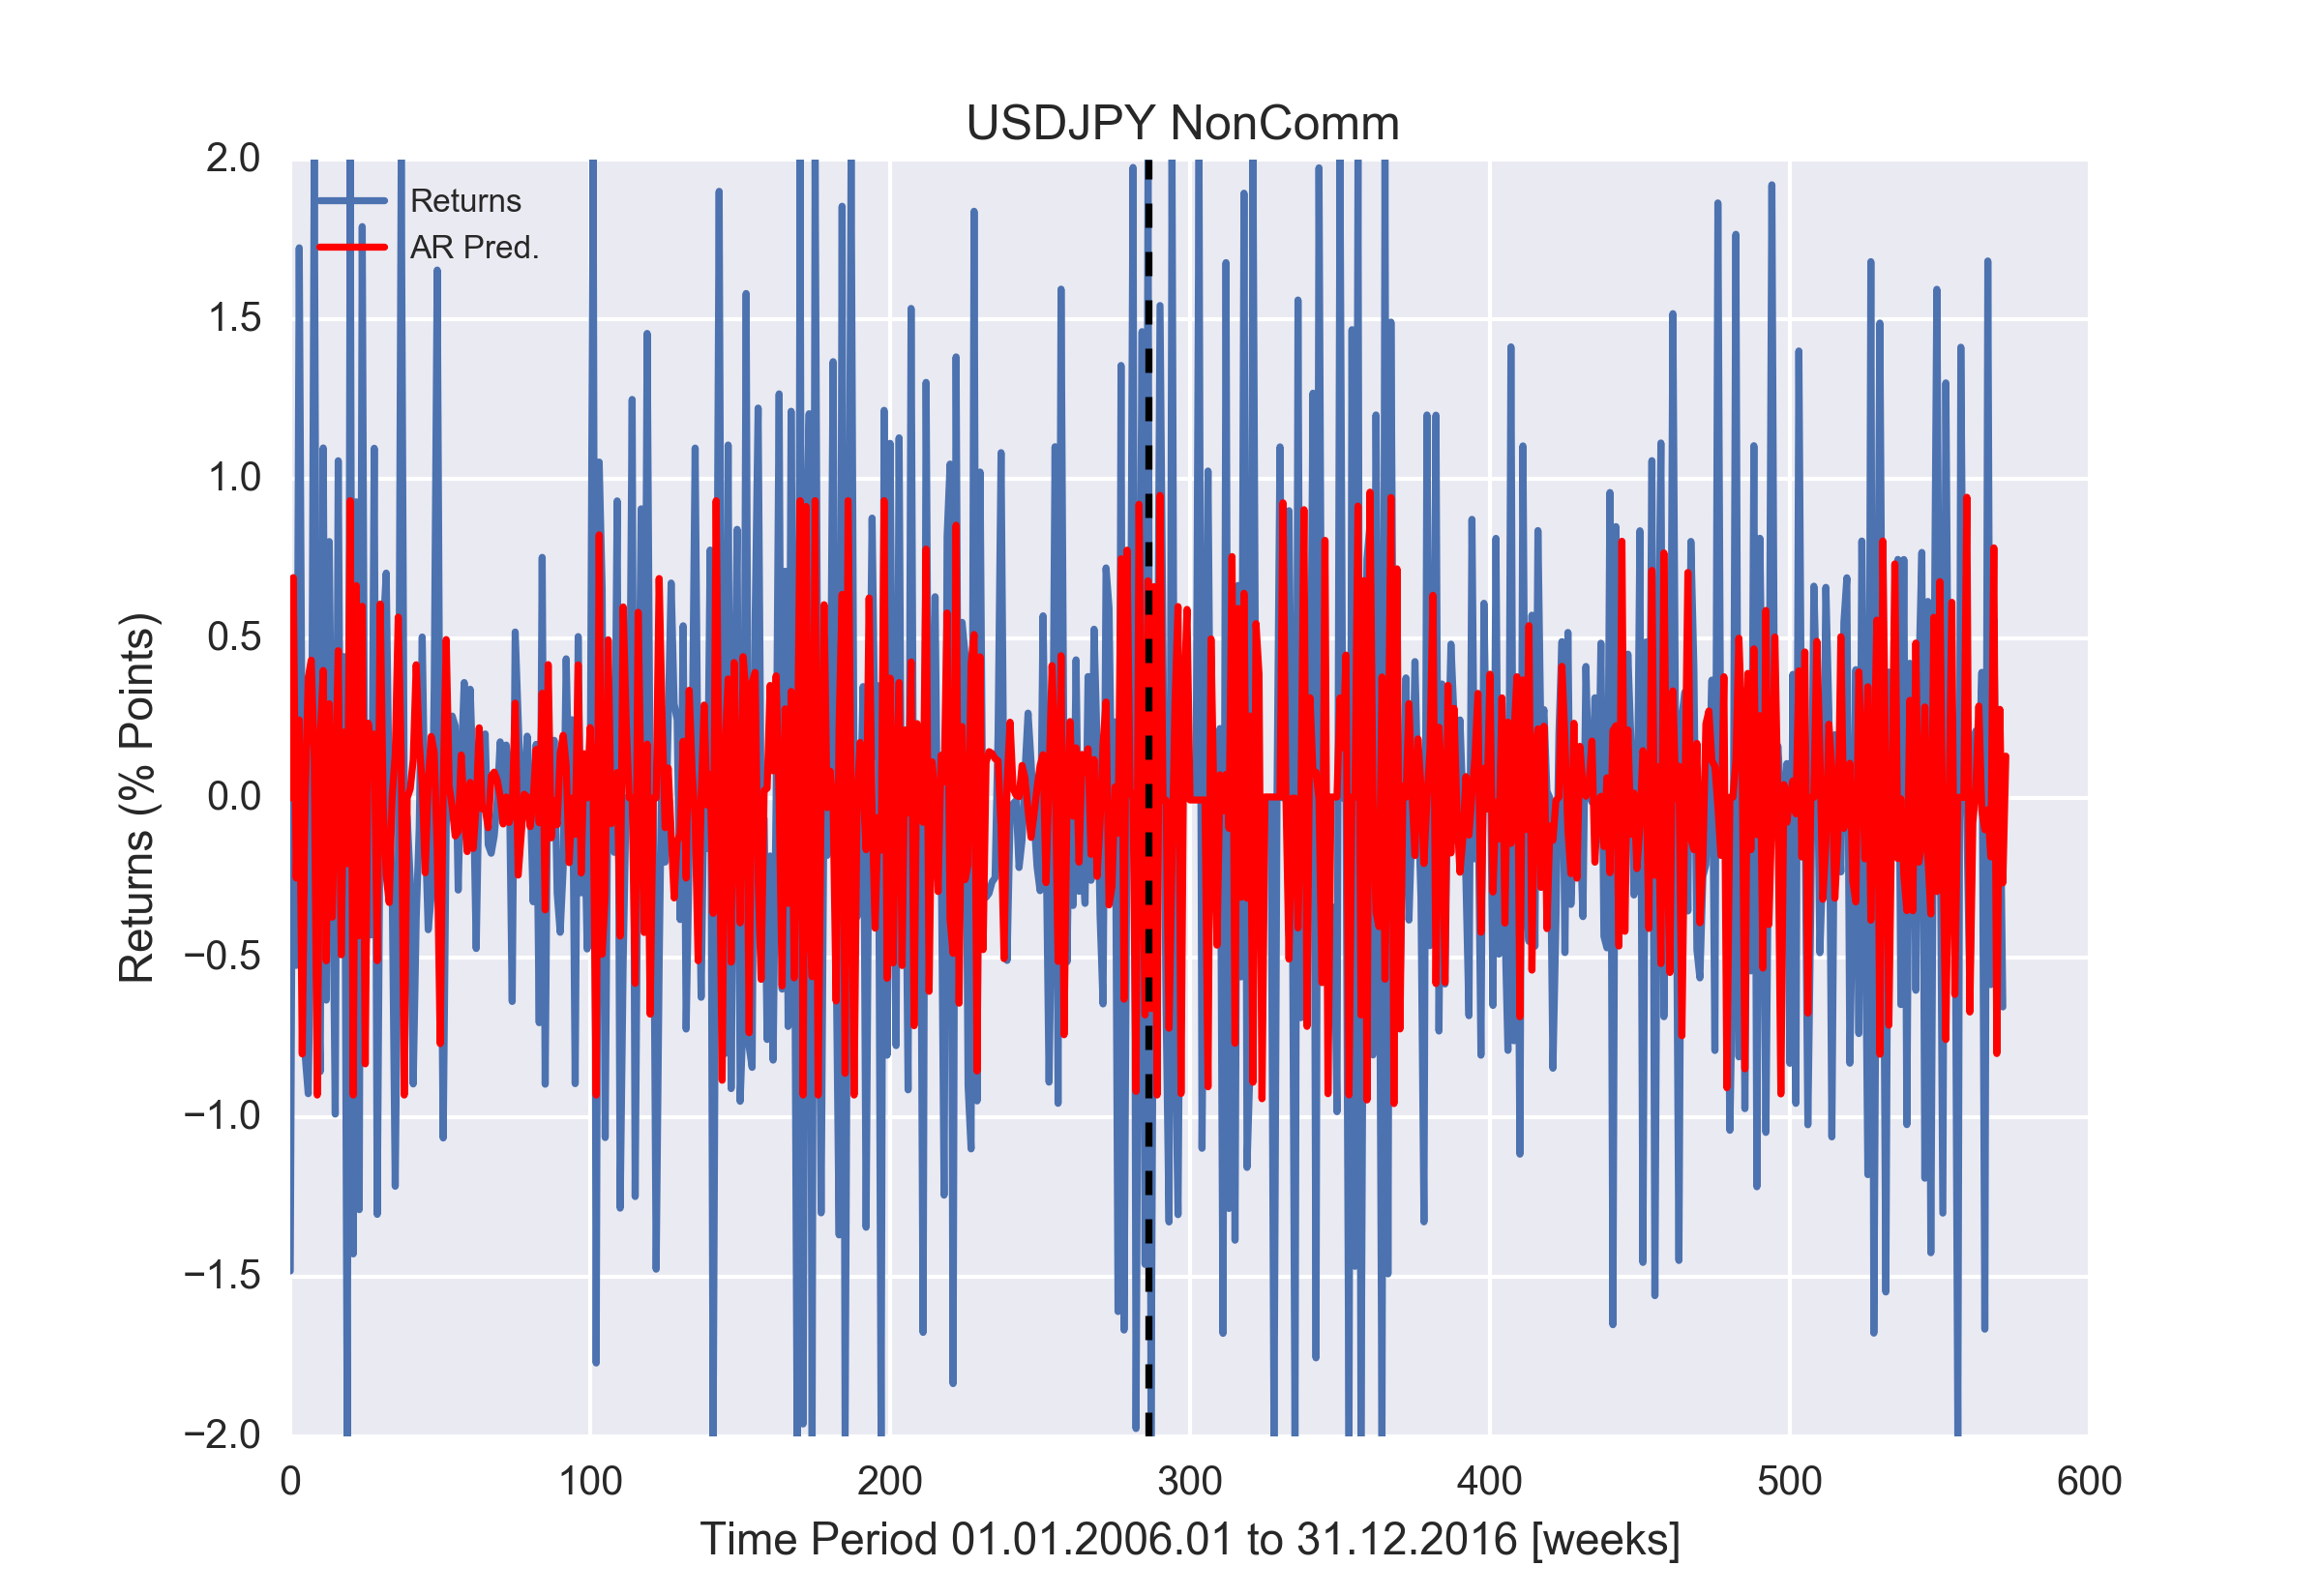 USDJPY NonComm
2.0
1.5
1.0
0.5
0.0
−0.5
−1.0
−1.5
−2.0
Returns
AR Pred.
Returns (% Points)
0 100 200 300 400 500 600
Time Period 01.01.2006.01 to 31.12.2016 [weeks]